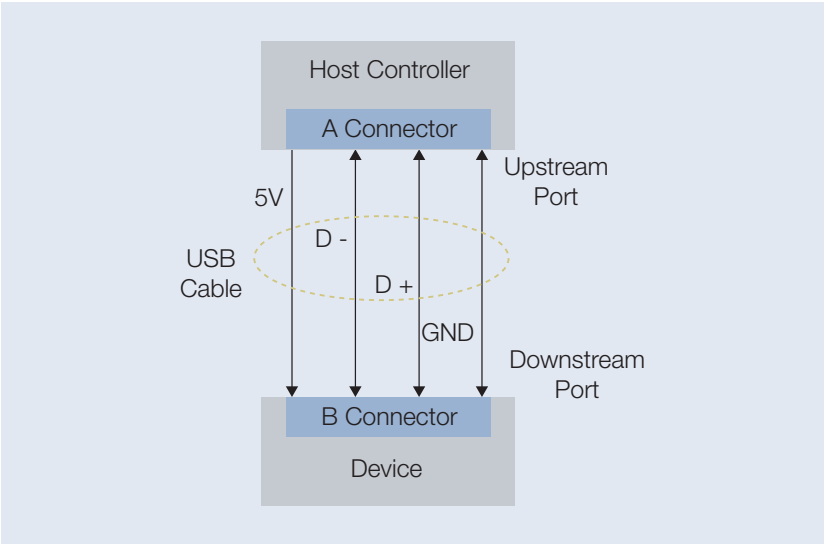 Host Controller
A Connector
Upstream
Port
5V
D -
USB
Cable
D +
GND
Downstream
Port
B Connector
Device